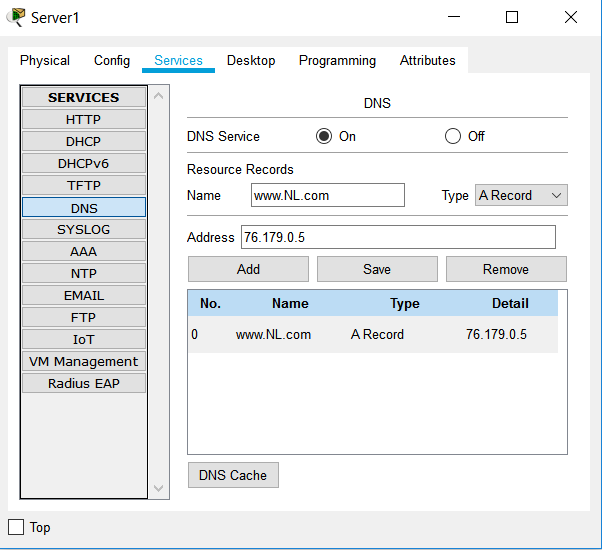 Server1
Physical Config Services Desktop Programming Attributes
SERVICES
HTTP
DHCP
DHCPv6
TFTP
DNS
SYSLOG
AAA
NTP
EMAIL
FTP
IoT
VM Management
Radius EAP
DNS
DNS Service On Off
Resource Records
Name www.NL.com Type A Record
Address 76.179.0.5
Add Save Remove
No. Name Type Detail
0 www.NL.com A Record 76.179.0.5
DNS Cache
Top